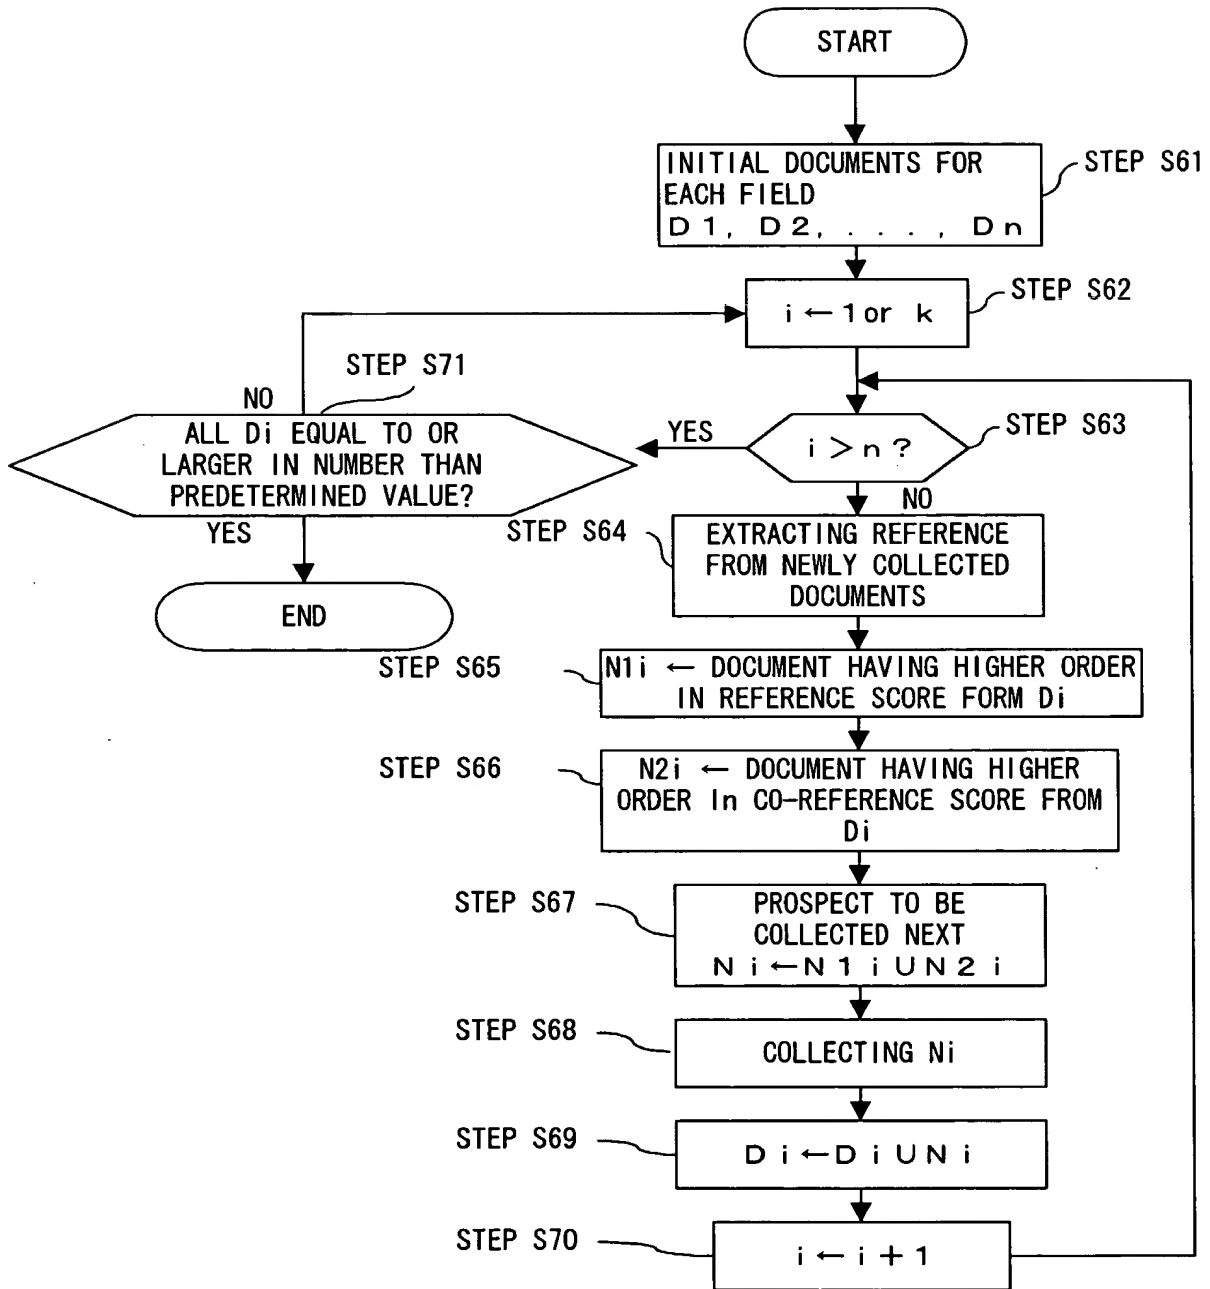 START
INITIAL DOCUMENTS FOR
EACH FIELD
D1, D2, . . . ., Dn
STEP S61
i ← 1 or k
STEP S62
STEP S71
NO
ALL Di EQUAL TO OR
LARGER IN NUMBER THAN
PREDETERMINED VALUE?
YES
END
YES
i > n ?
STEP S63
NO
STEP S64
EXTRACTING REFERENCE
FROM NEWLY COLLECTED
DOCUMENTS
STEP S65
N1i ← DOCUMENT HAVING HIGHER ORDER
IN REFERENCE SCORE FORM Di
STEP S66
N2i ← DOCUMENT HAVING HIGHER
ORDER In CO-REFERENCE SCORE FROM
Di
STEP S67
PROSPECT TO BE
COLLECTED NEXT
Ni←N1iUN2i
STEP S68
COLLECTING Ni
STEP S69
Di←DiUNi
STEP S70
i ← i + 1